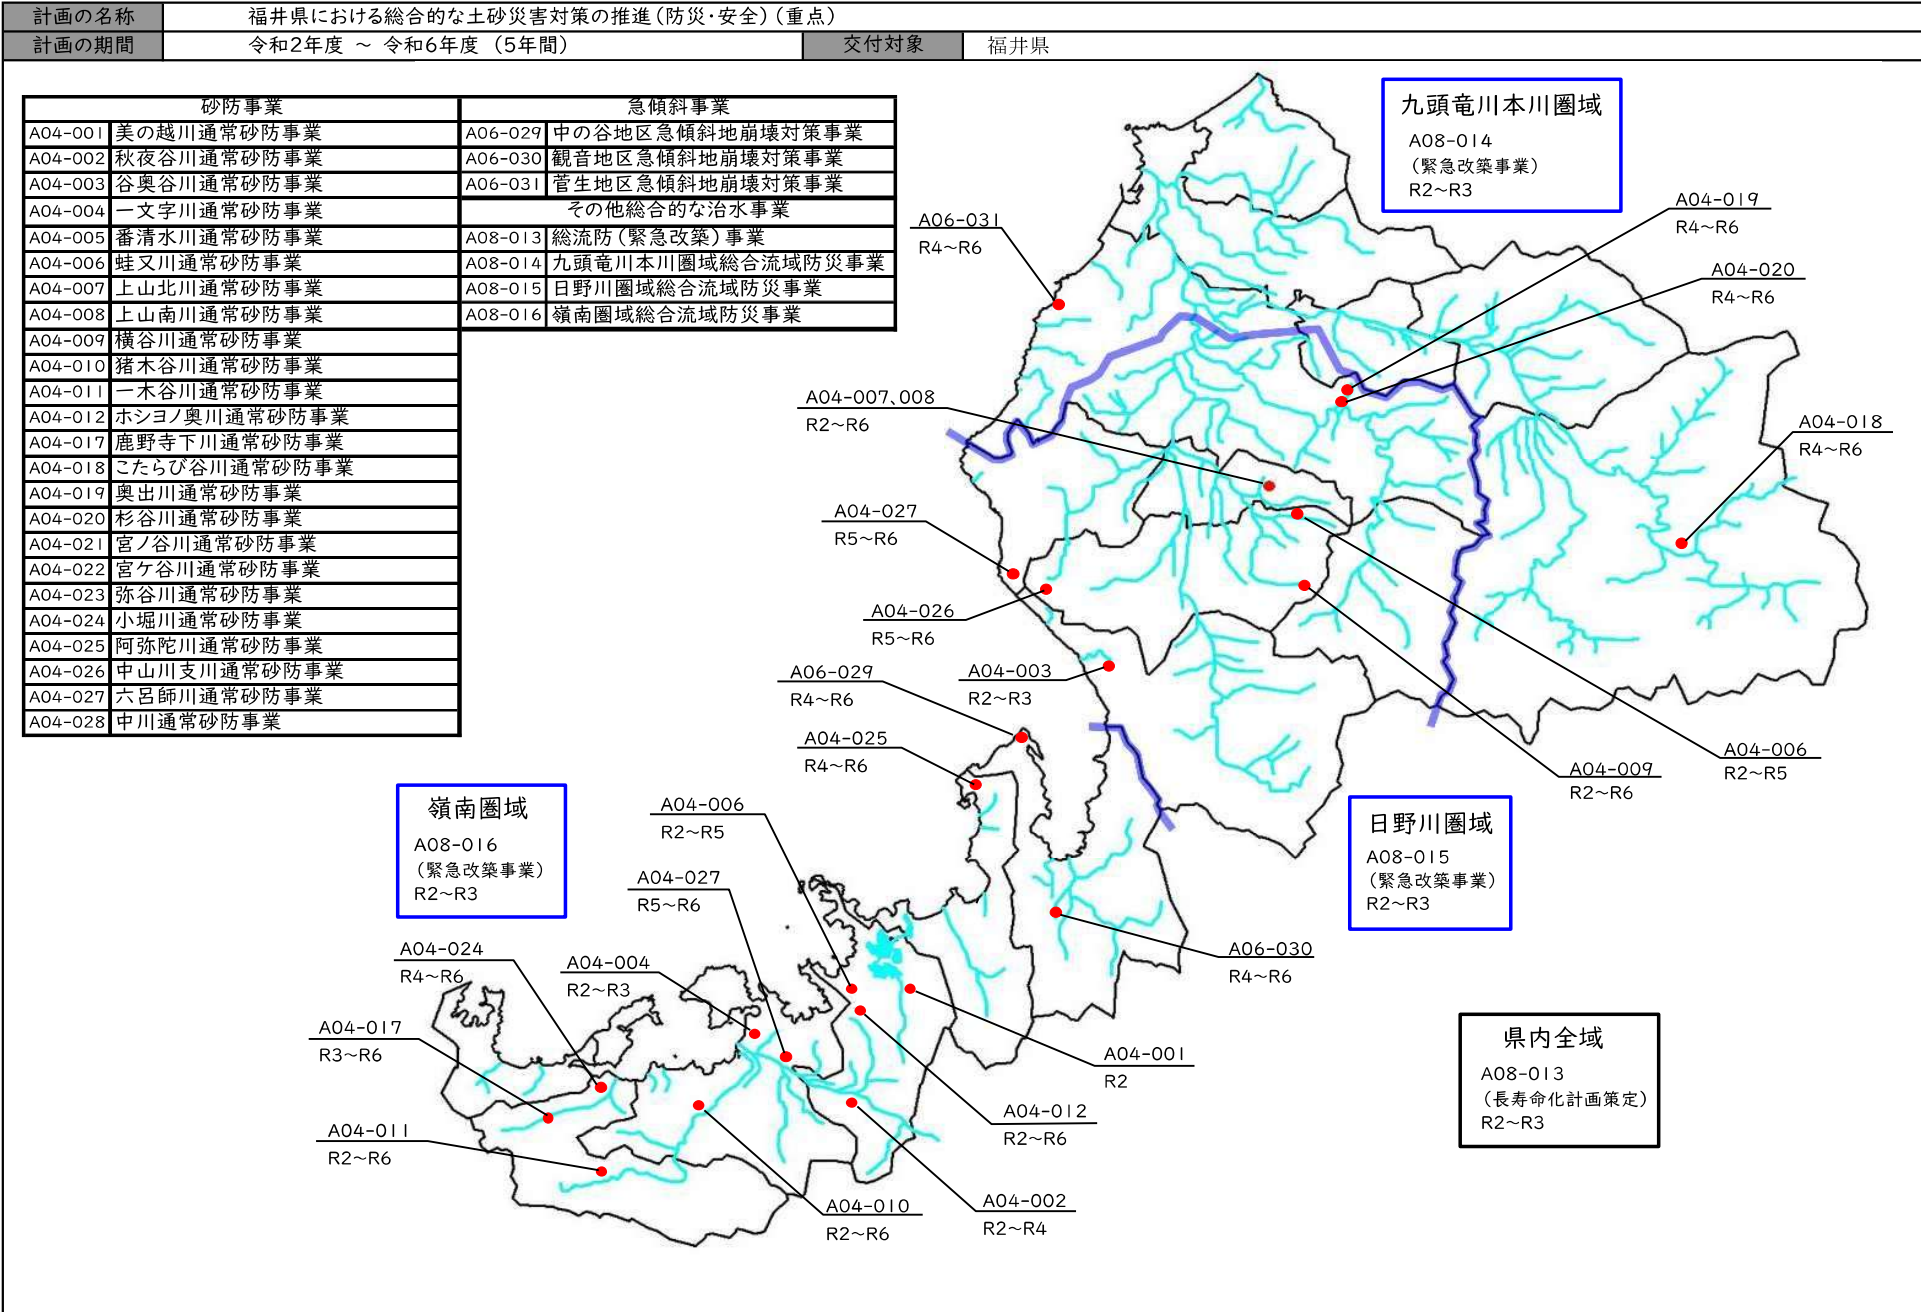 計画の名称 福井県における総合的な土砂災害対策の推進(防災・安全)(重点)
計画の期間 令和2年度 ～ 令和6年度 (5年間) 交付対象 福井県
砂防事業
A04-001 美の越川通常砂防事業
A04-002 秋夜谷川通常砂防事業
A04-003 谷奥谷川通常砂防事業
A04-004 一文字川通常砂防事業
A04-005 番清水川通常砂防事業
A04-006 蛙又川通常砂防事業
A04-007 上山北川通常砂防事業
A04-008 上山南川通常砂防事業
A04-009 横谷川通常砂防事業
A04-010 猪木谷川通常砂防事業
A04-011 一木谷川通常砂防事業
A04-012 ホシヨノ奥川通常砂防事業
A04-017 鹿野寺下川通常砂防事業
A04-018 こたらび谷川通常砂防事業
A04-019 奥出川通常砂防事業
A04-020 杉谷川通常砂防事業
A04-021 宮ノ谷川通常砂防事業
A04-022 宮ケ谷川通常砂防事業
A04-023 弥谷川通常砂防事業
A04-024 小堀川通常砂防事業
A04-025 阿弥陀川通常砂防事業
A04-026 中山川支川通常砂防事業
A04-027 六呂師川通常砂防事業
A04-028 中川通常砂防事業
急傾斜事業
A06-029 中の谷地区急傾斜地崩壊対策事業
A06-030 観音地区急傾斜地崩壊対策事業
A06-031 菅生地区急傾斜地崩壊対策事業
その他総合的な治水事業
A08-013 総流防(緊急改築)事業
A08-014 九頭竜川本川圏域総合流域防災事業
A08-015 日野川圏域総合流域防災事業
A08-016 嶺南圏域総合流域防災事業
九頭竜川本川圏域
A08-014
(緊急改築事業)
R2～R3
A04-019
R4～R6
A06-031
R4～R6
A04-020
R4～R6
A04-007、008
R2～R6
A04-018
R4～R6
A04-027
R5～R6
A04-026
R5～R6
A06-029
R4～R6
A04-003
R2～R3
A04-025
R4～R6
A04-006
R2～R5
A04-009
R2～R6
嶺南圏域
A08-016
(緊急改築事業)
R2～R3
A04-006
R2～R5
日野川圏域
A08-015
(緊急改築事業)
R2～R3
A04-027
R5～R6
A04-024
R4～R6
A04-004
R2～R3
A06-030
R4～R6
A04-017
R3～R6
A04-001
R2
県内全域
A08-013
(長寿命化計画策定)
R2～R3
A04-012
R2～R6
A04-011
R2～R6
A04-010
R2～R6
A04-002
R2～R4